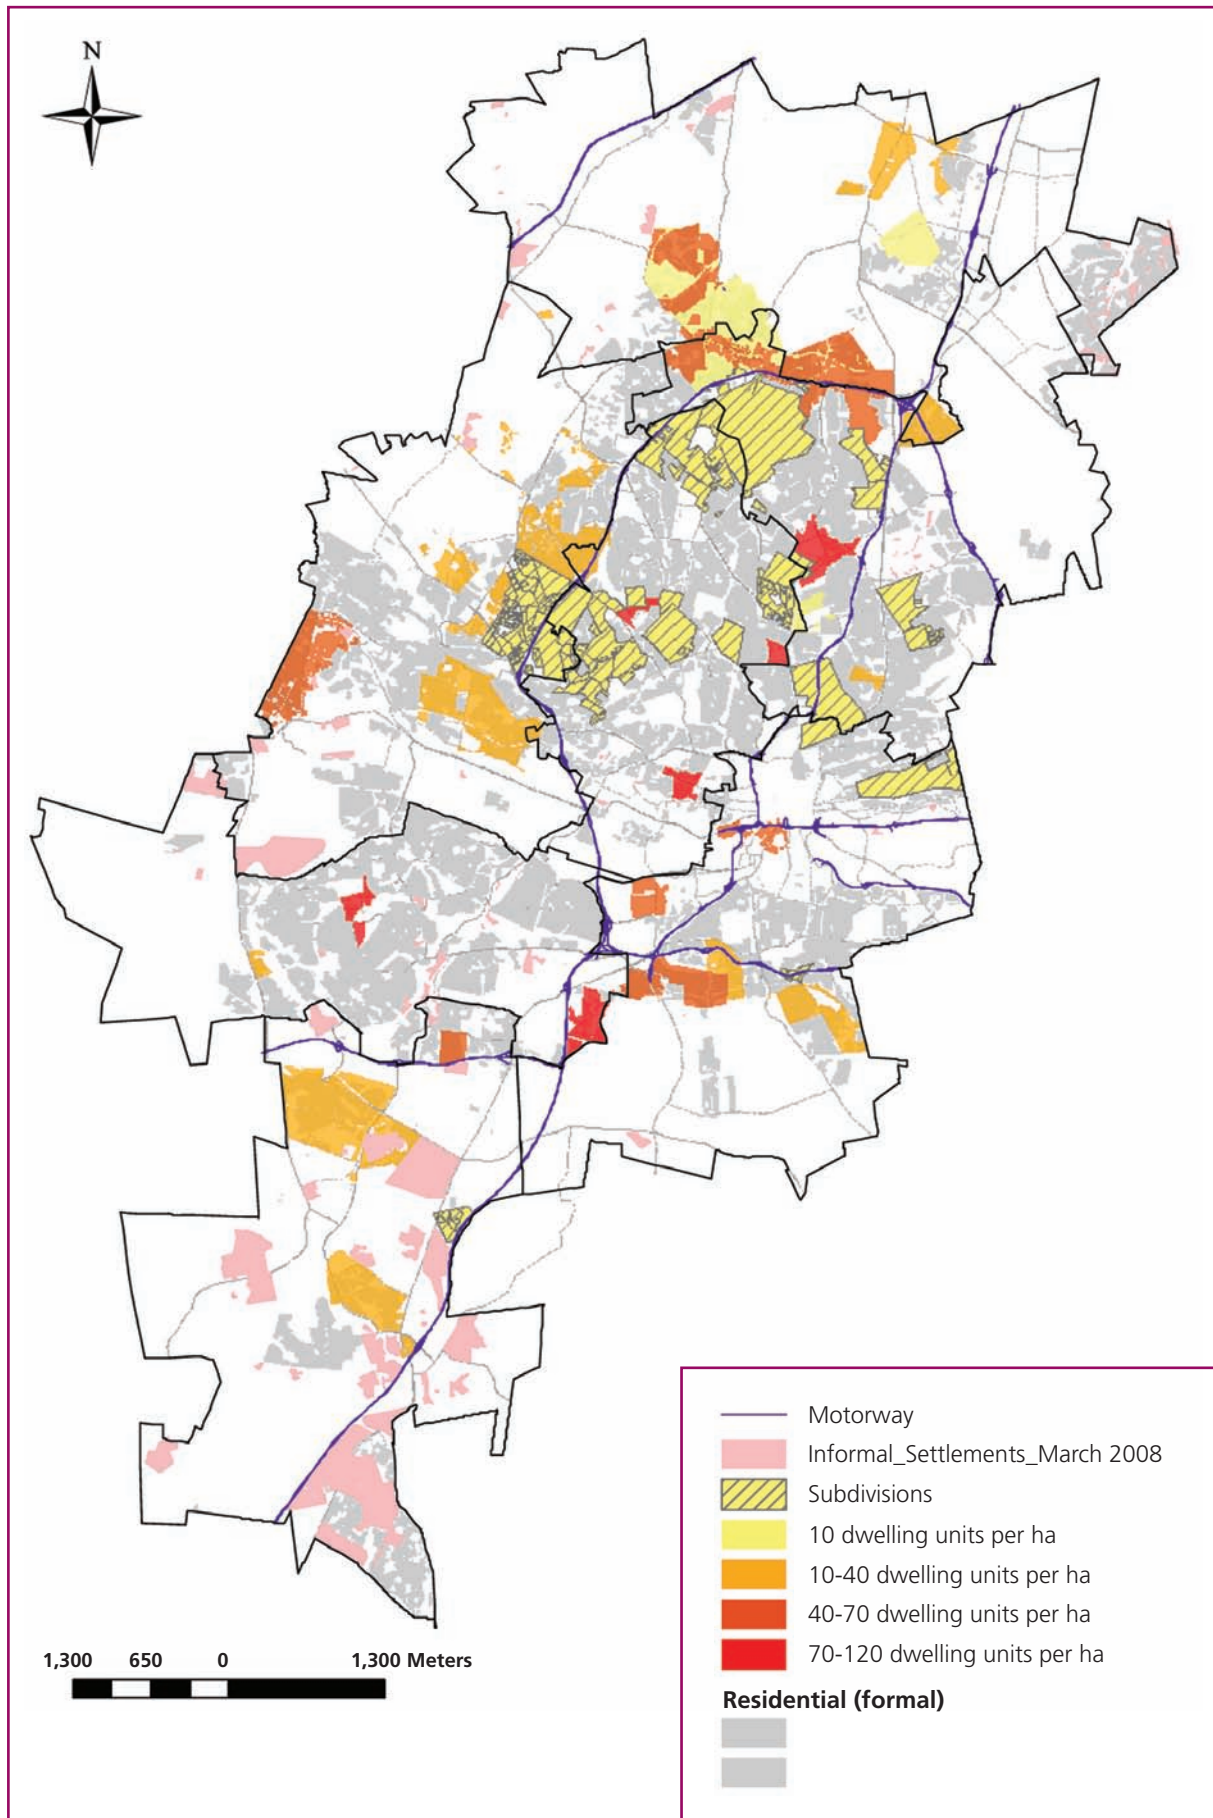 N
1,300 650 0 1,300 Meters
Motorway
Informal_Settlements_March 2008
Subdivisions
10 dwelling units per ha
10-40 dwelling units per ha
40-70 dwelling units per ha
70-120 dwelling units per ha
Residential (formal)